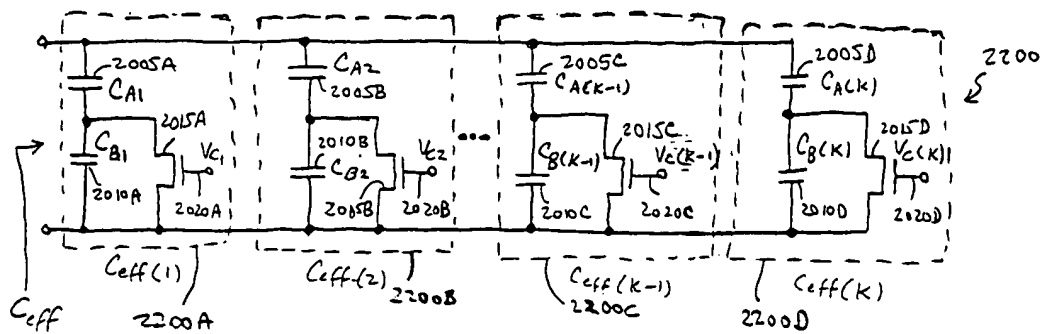 2005A
CA1
2015A
CB1
VC1
2010A
2020A
Ceff(1)
2200A
CA2
2005B
2010B
CB2
VC2
2005B
2020B
Ceff(2)
2200B
...
2005C
CA(K-1)
2015C
CB(K-1)
VC(K-1)
2010C
2020C
Ceff(K-1)
2200C
2005D
CA(K)
2015D
CB(K)
VC(K)
2010D
2020D
Ceff(K)
2200D
2200
Ceff